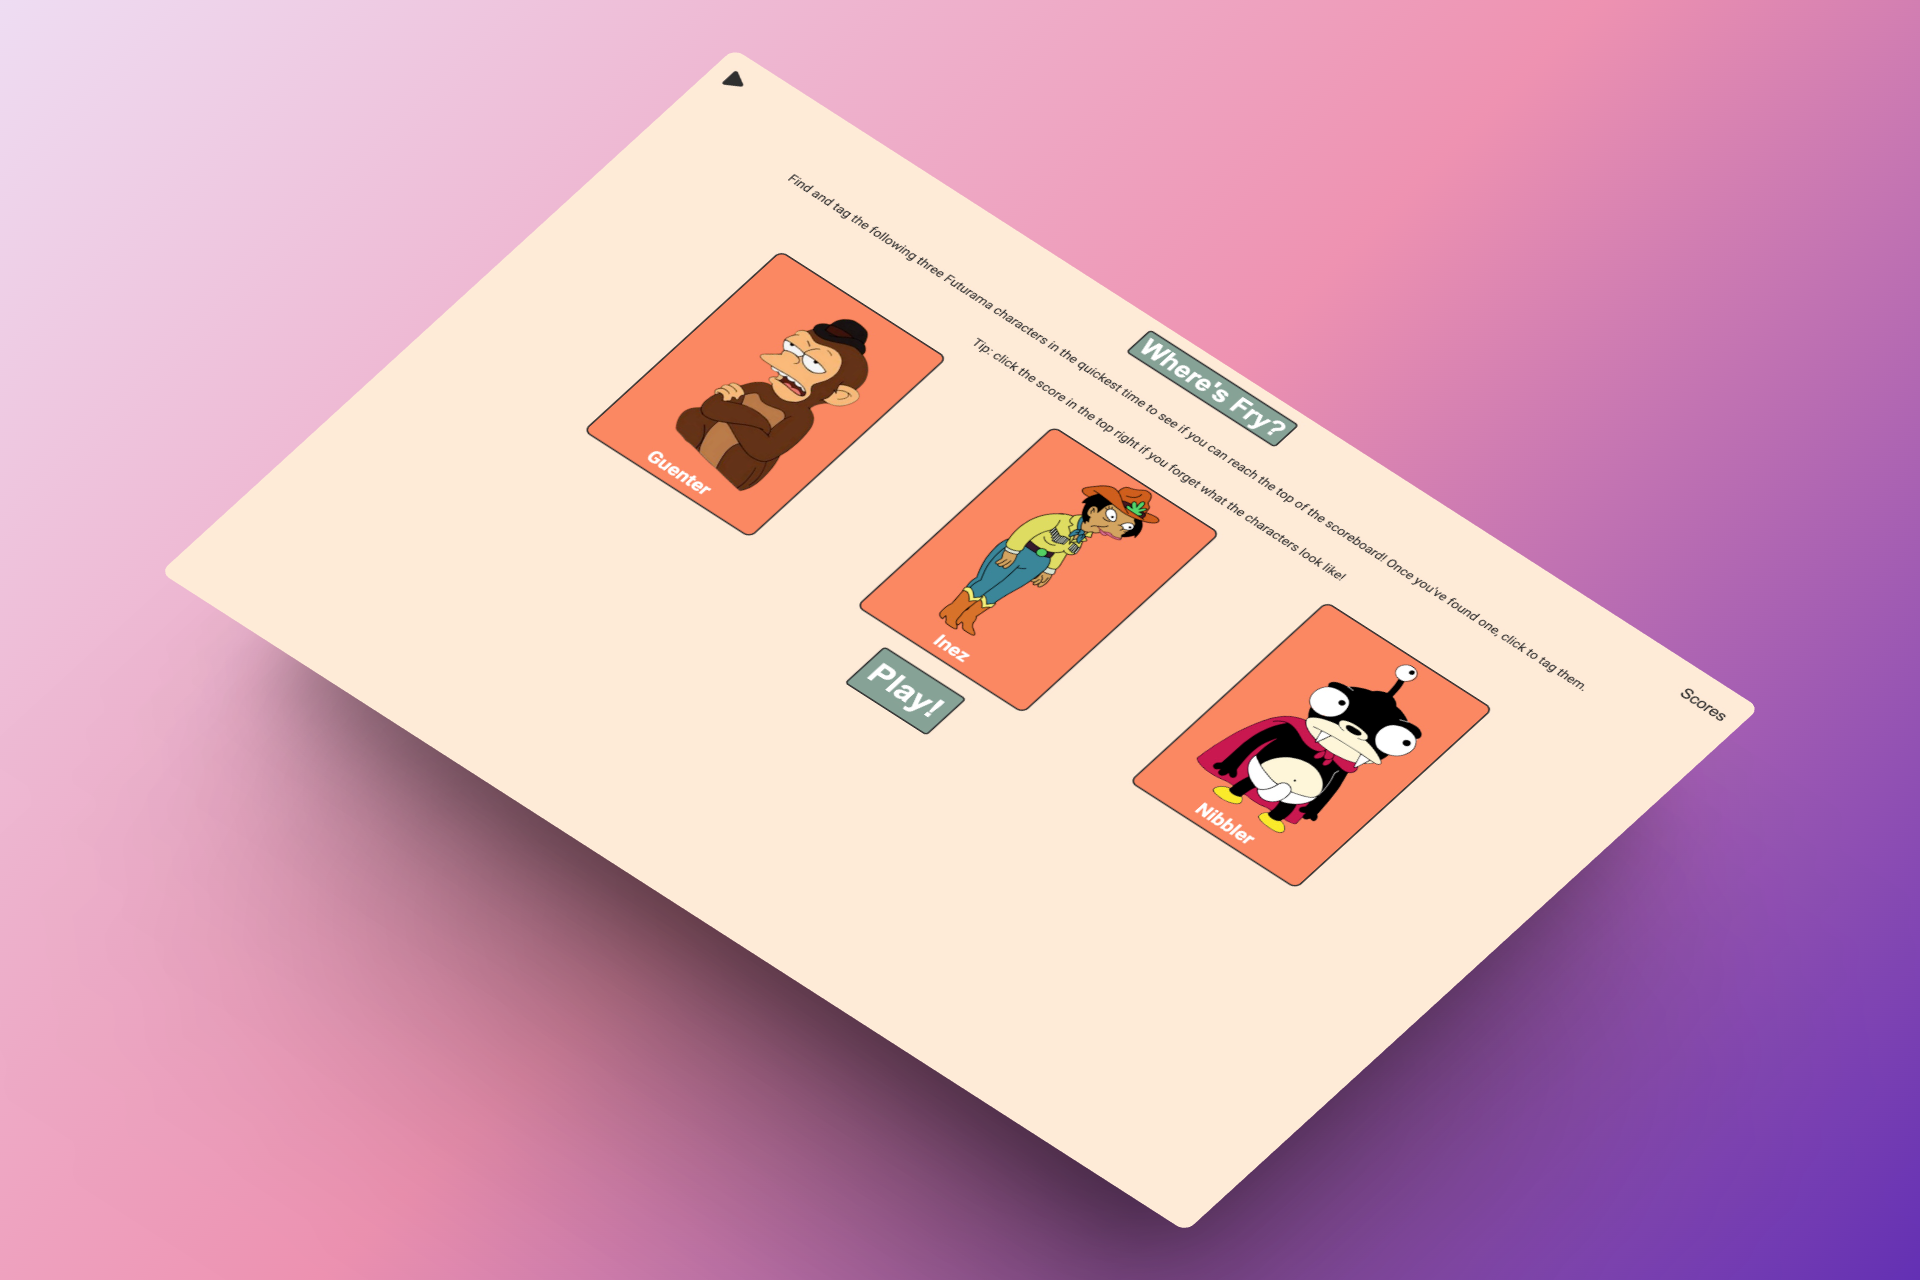 Scores
Where's Fry?
Find and tag the following three Futurama characters in the quickest time to see if you can reach the top of the scoreboard! Once you've found one, click to tag them.
Tip: click the score in the top right if you forget what the characters look like!
Guenter
Inez
Nibbler
Play!